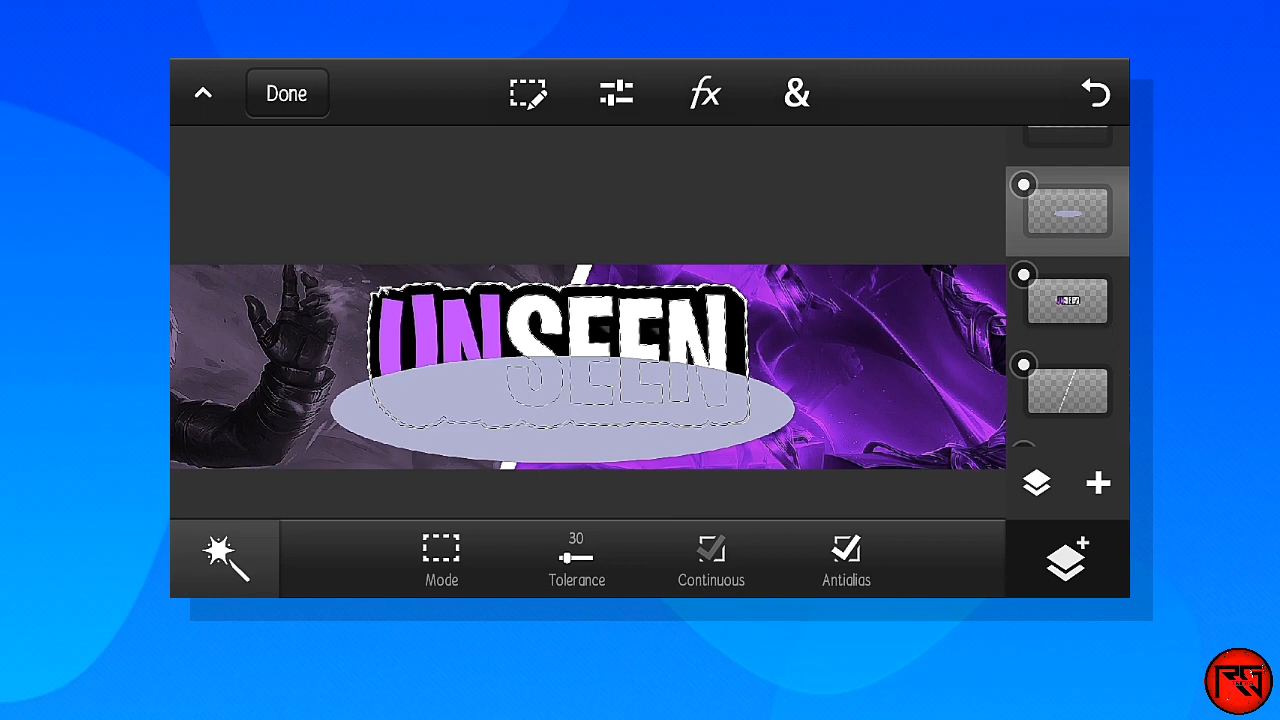 Done
fx
&
UNSEEN
30
Mode
Tolerance
Continuous
Antialias